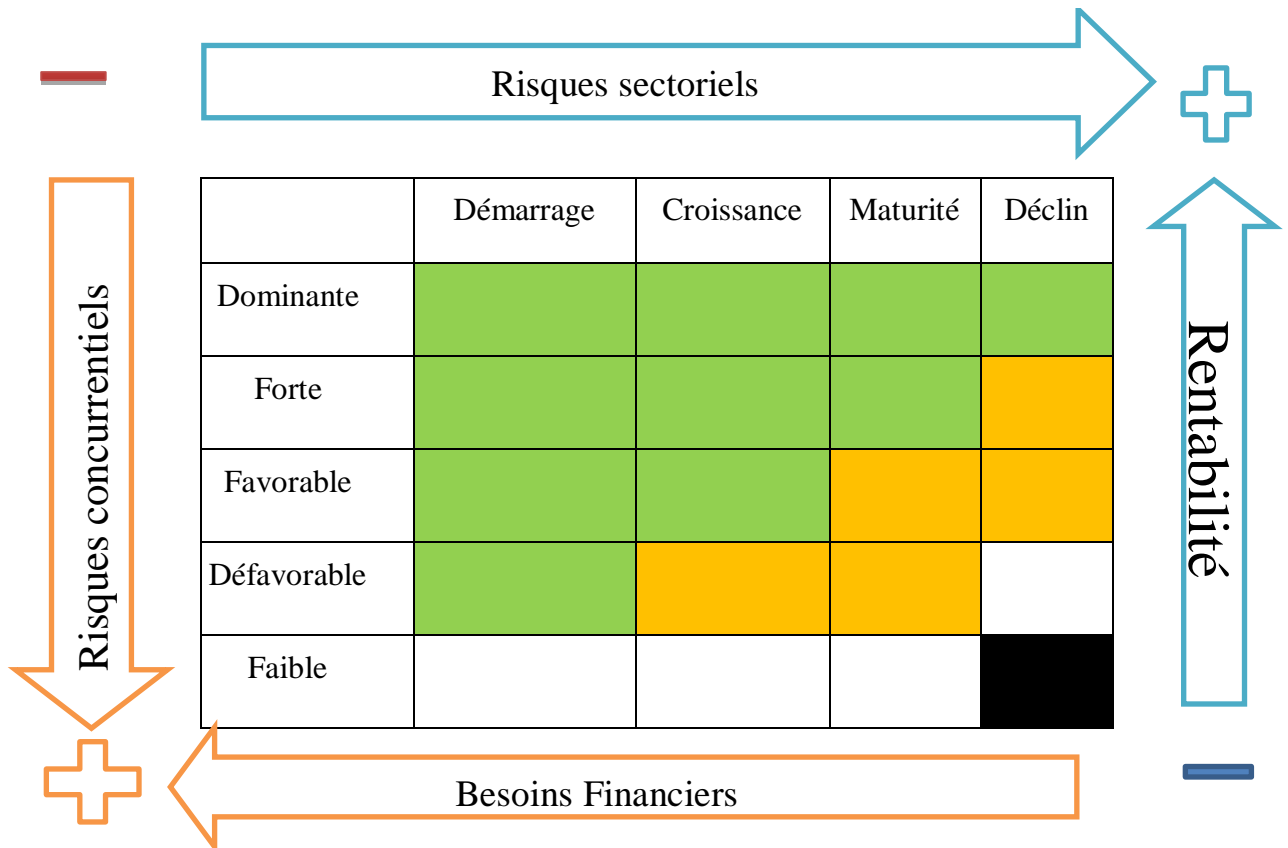 Risques sectoriels
Démarrage Croissance Maturité Déclin
Dominante
Forte
Favorable
Défavorable
Faible
Risques concurrentiels
Rentabilité
Besoins Financiers